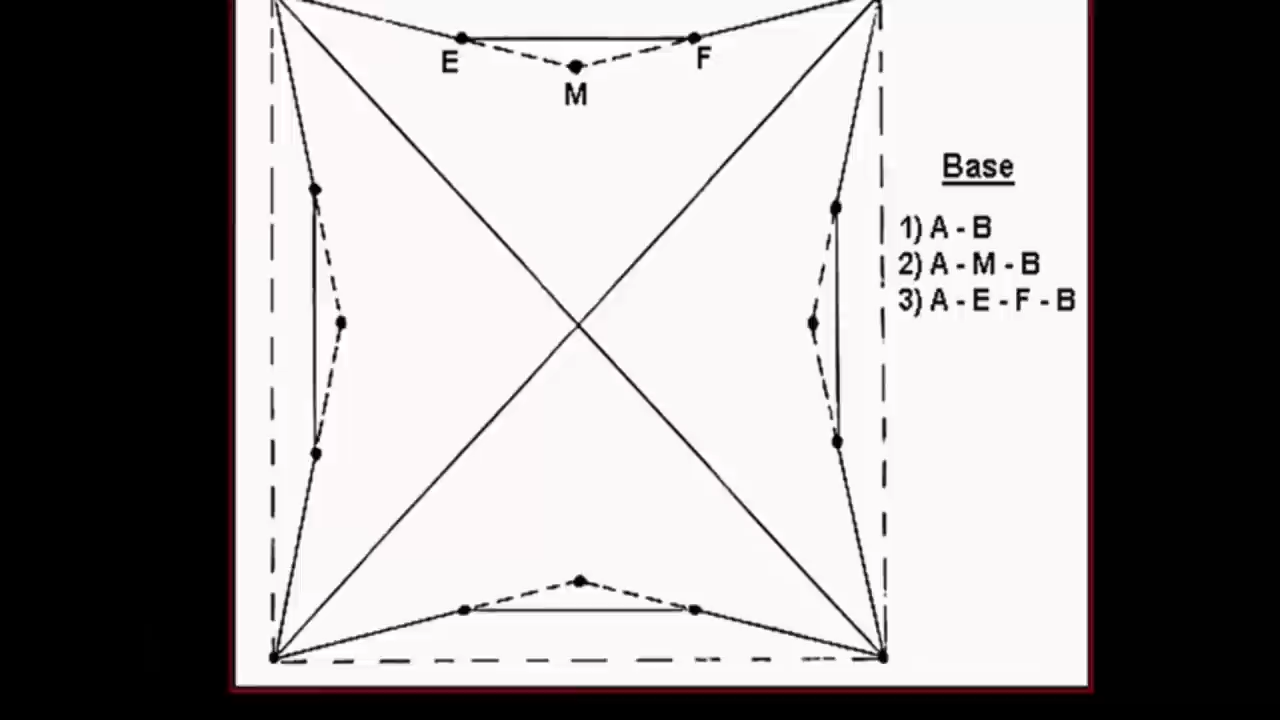 E
F
M
Base
1) A - B
2) A - M - B
3) A - E - F - B